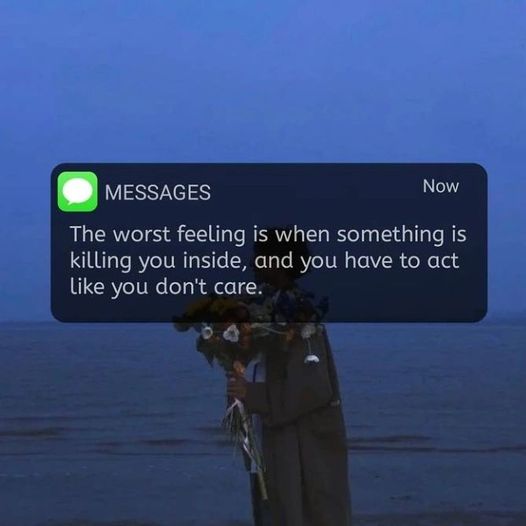 MESSAGES
Now
The worst feeling is when something is
killing you inside, and you have to act
like you don't care.